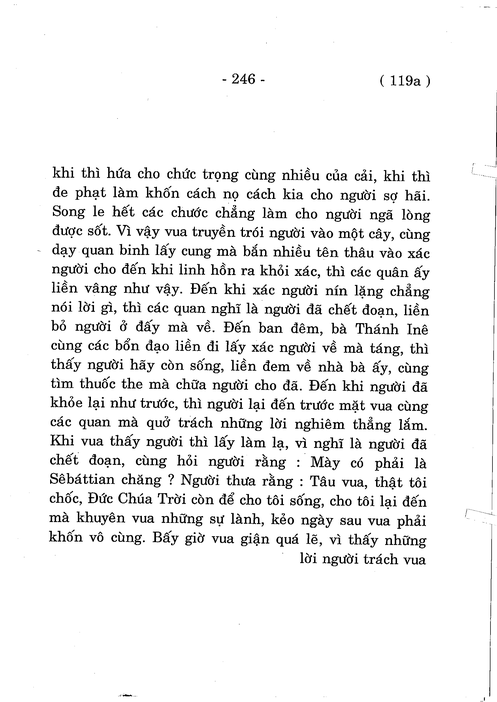 - 246 -
( 119a )
khi thì hứa cho chức trọng cùng nhiều của cải, khi thì
đe phạt làm khốn cách nọ cách kia cho người sợ hãi.
Song le hết các chước chẳng làm cho người ngã lòng
được sốt. Vì vậy vua truyền trói người vào một cây, cùng
dạy quan binh lấy cung mà bắn nhiều tên thâu vào xác
người cho đến khi linh hồn ra khỏi xác, thì các quân ấy
liền vâng như vậy. Đến khi xác người nín lặng chẳng
nói lời gì, thì các quan nghĩ là người đã chết đoạn, liền
bỏ người ở đấy mà về. Đến ban đêm, bà Thánh Inê
cùng các bổn đạo liền đi lấy xác người về mà táng, thì
thấy người hãy còn sống, liền đem về nhà bà ấy, cùng
tìm thuốc the mà chữa người cho đã. Đến khi người đã
khỏe lại như trước, thì người lại đến trước mặt vua cùng
các quan mà quở trách những lời nghiêm thẳng lắm.
Khi vua thấy người thì lấy làm lạ, vì nghĩ là người đã
chết đoạn, cùng hỏi người rằng : Mày có phải là
Sêbáttian chăng ? Người thưa rằng : Tâu vua, thật tôi
chốc, Đức Chúa Trời còn để cho tôi sống, cho tôi lại đến
mà khuyên vua những sự lành, kẻo ngày sau vua phải
khốn vô cùng. Bấy giờ vua giận quá lẽ, vì thấy những
lời người trách vua